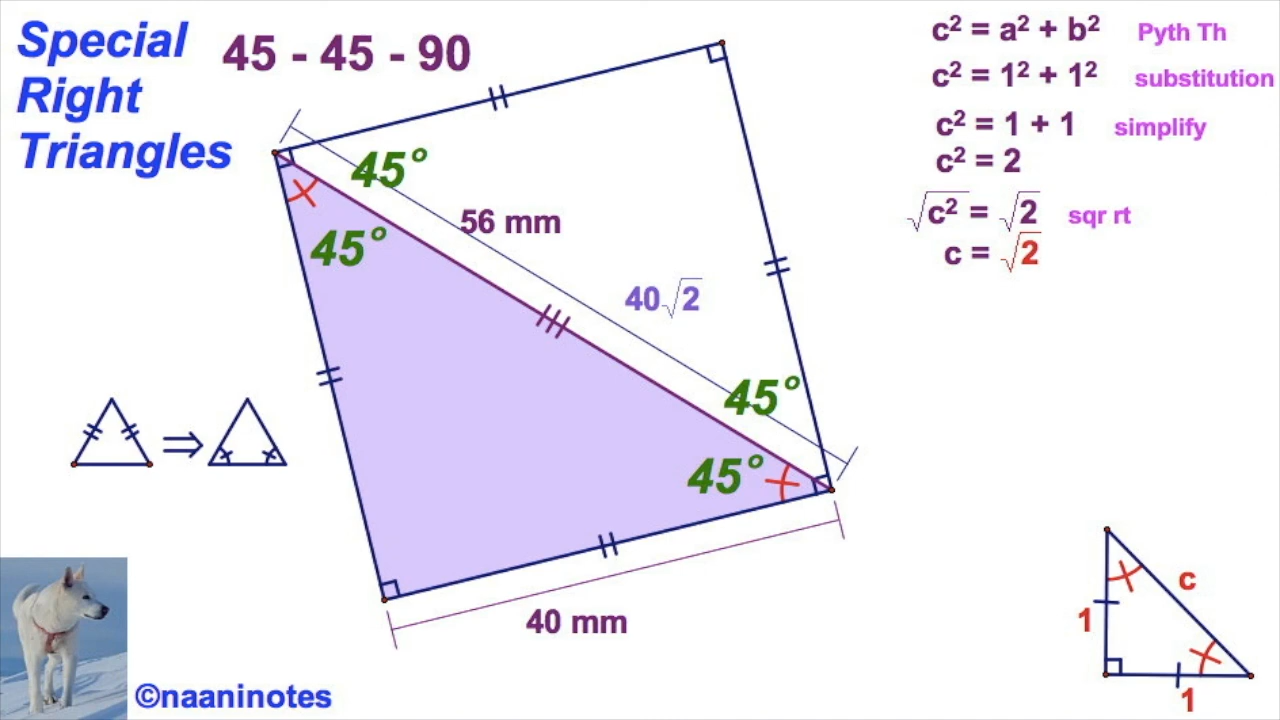 Special
Right
Triangles
45 - 45 - 90
c² = a² + b² Pyth Th
c² = 1² + 1² substitution
c² = 1 + 1 simplify
c² = 2
√c² = √2 sqr rt
c = √2
45°
45°
56 mm
40√2
45°
45°
40 mm
c
1
1
©naaninotes